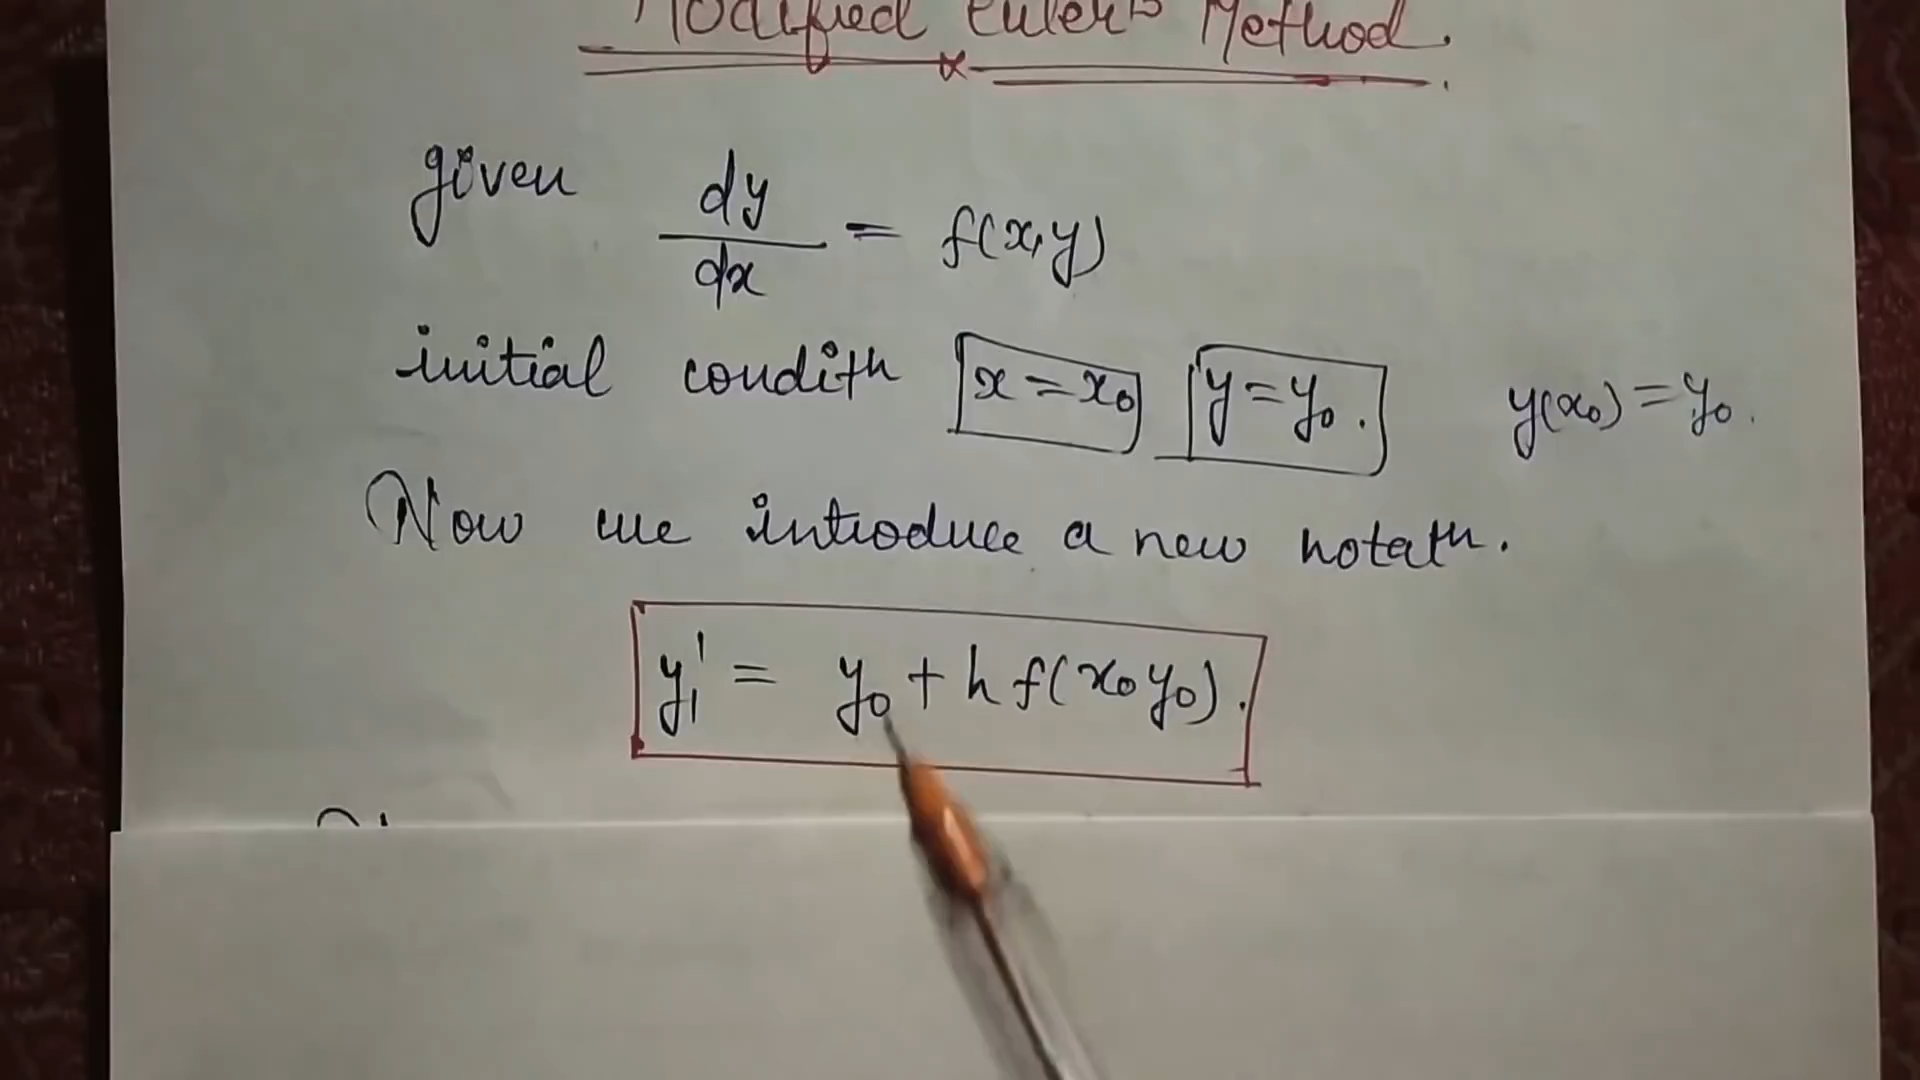 Modified Euler's Method.
given dy/dx = f(x,y)
initial condith x = x₀ y = y₀. y(x₀) = y₀.
Now we introduce a new notath.
y₁' = y₀ + h f(x₀ y₀).